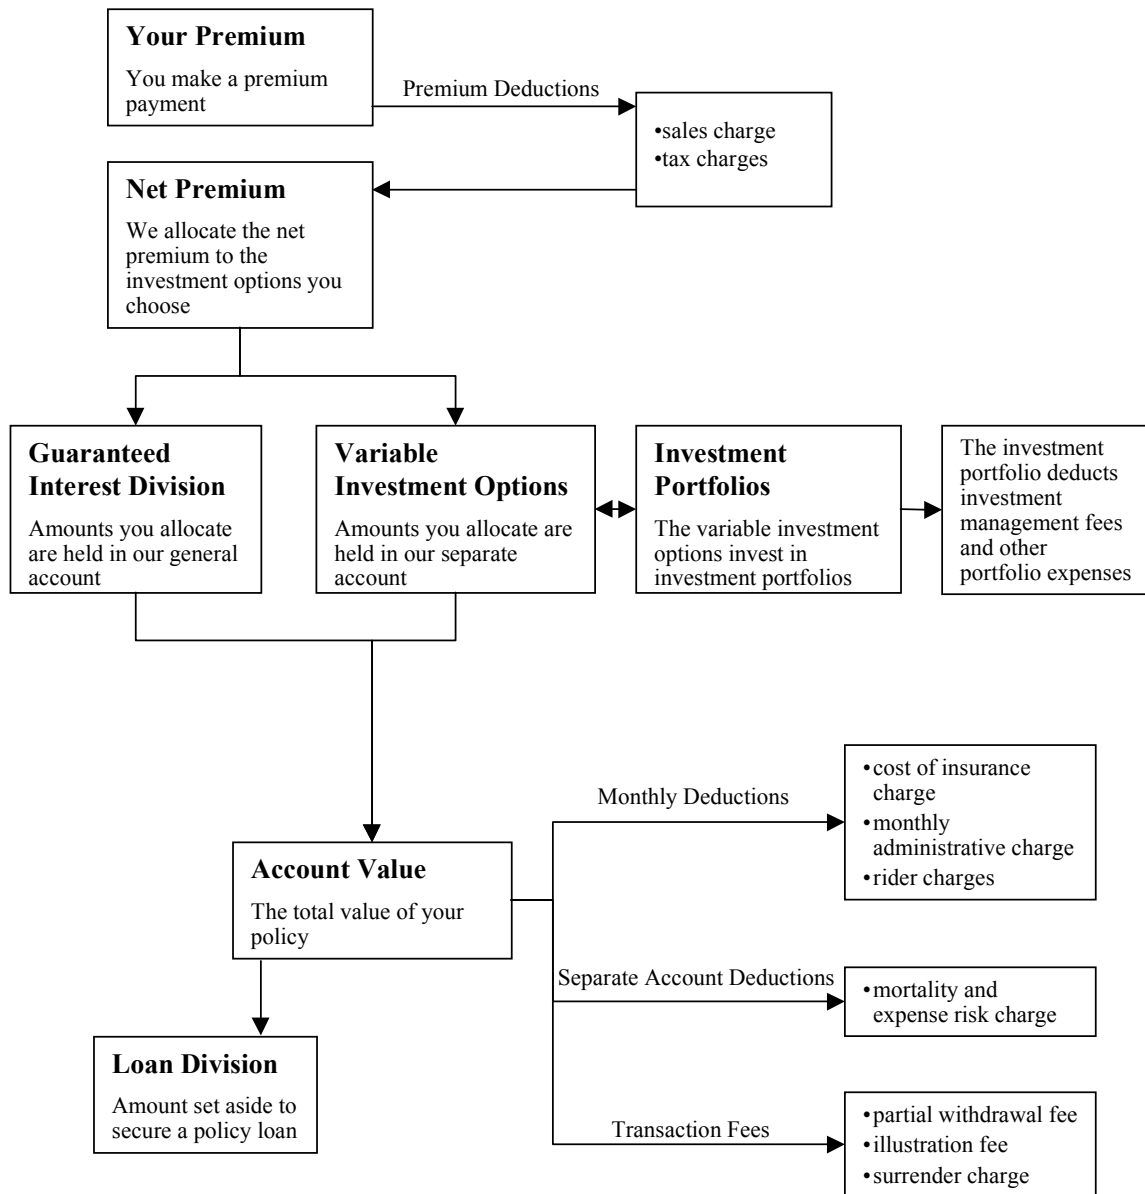 Your Premium
You make a premium
payment
Premium Deductions
•sales charge
•tax charges
Net Premium
We allocate the net
premium to the
investment options you
choose
Guaranteed
Interest Division
Amounts you allocate
are held in our general
account
Variable
Investment Options
Amounts you allocate are
held in our separate
account
Investment
Portfolios
The variable investment
options invest in
investment portfolios
The investment
portfolio deducts
investment
management fees
and other
portfolio expenses
Monthly Deductions
•cost of insurance
charge
•monthly
administrative charge
•rider charges
Account Value
The total value of your
policy
Separate Account Deductions
•mortality and
expense risk charge
Loan Division
Amount set aside to
secure a policy loan
Transaction Fees
•partial withdrawal fee
•illustration fee
•surrender charge